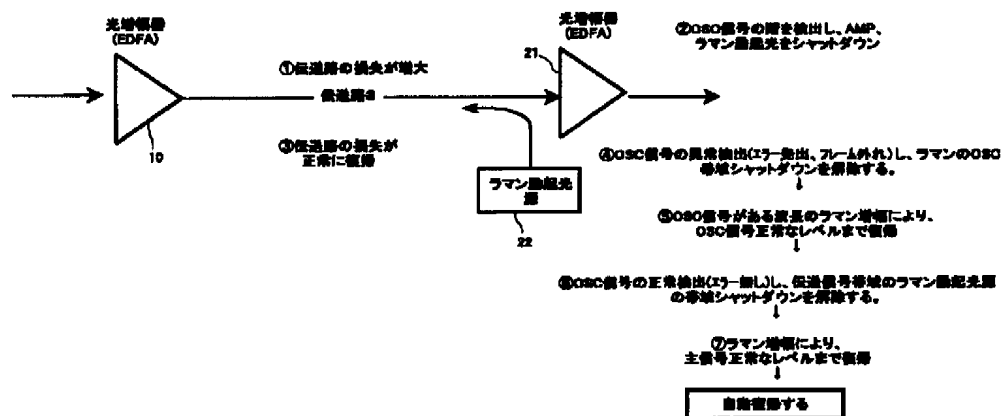 光増幅器
(EDFA)
10
①伝送路の損失が増大
伝送路a
③伝送路の損失が
正常に復帰
光増幅器
(EDFA)
21
ラマン励起光
源
22
②OSC信号の断を検出し、AMP、
ラマン励起光をシャットダウン
④OSC信号の異常検出(エラー検出、フレーム外れ)し、ラマンのOSC
帯域シャットダウンを解除する。
↓
⑤OSC信号がある波長のラマン増幅により、
OSC信号正常なレベルまで復帰
↓
⑥OSC信号の正常検出(エラー無し)し、伝送信号帯域のラマン励起光源
の帯域シャットダウンを解除する。
↓
⑦ラマン増幅により、
主信号正常なレベルまで復帰
↓
自動復帰する